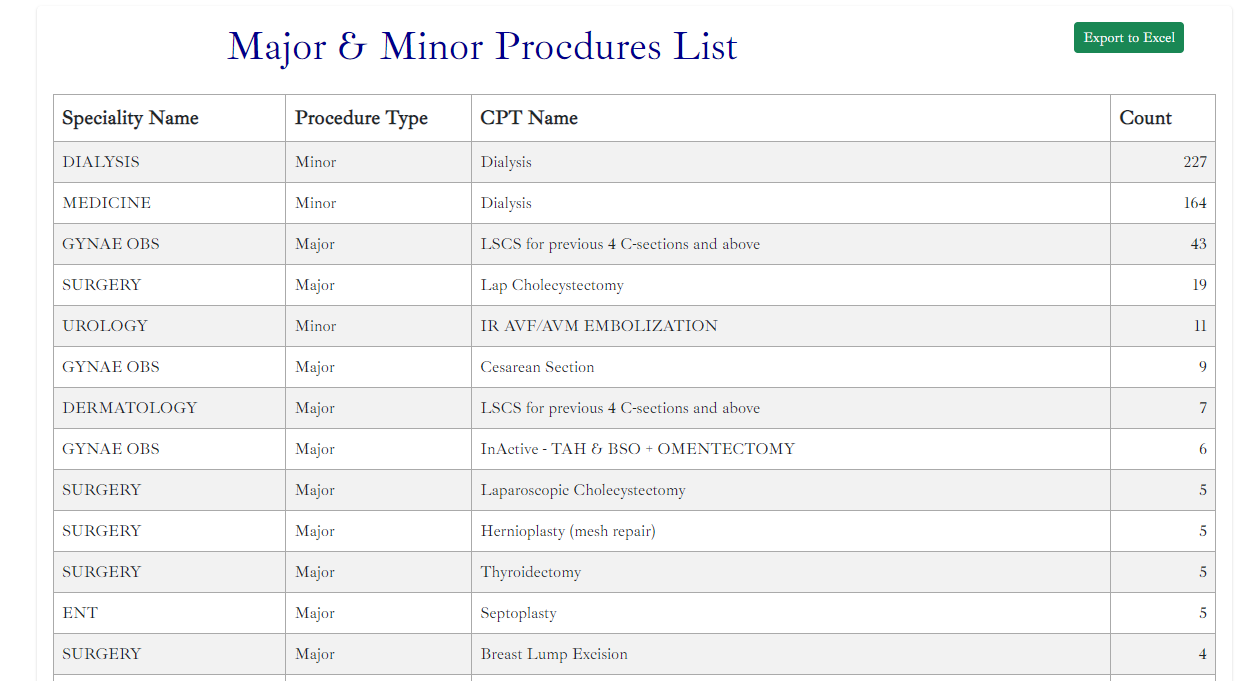 Major & Minor Procdures List
Export to Excel
Speciality Name Procedure Type CPT Name Count
DIALYSIS Minor Dialysis 227
MEDICINE Minor Dialysis 164
GYNAE OBS Major LSCS for previous 4 C-sections and above 43
SURGERY Major Lap Cholecystectomy 19
UROLOGY Minor IR AVF/AVM EMBOLIZATION 11
GYNAE OBS Major Cesarean Section 9
DERMATOLOGY Major LSCS for previous 4 C-sections and above 7
GYNAE OBS Major InActive - TAH & BSO + OMENTECTOMY 6
SURGERY Major Laparoscopic Cholecystectomy 5
SURGERY Major Hernioplasty (mesh repair) 5
SURGERY Major Thyroidectomy 5
ENT Major Septoplasty 5
SURGERY Major Breast Lump Excision 4